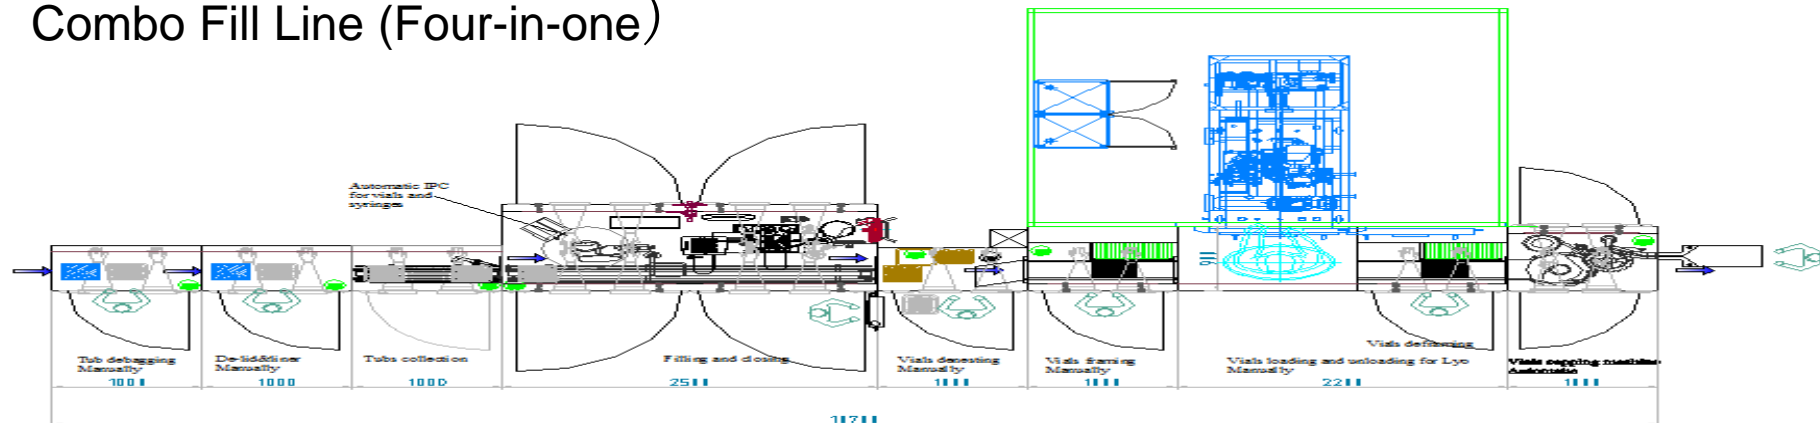 Combo Fill Line (Four-in-one)
Automatic IPC
for vials and
syringes
Tub debagging
Manually
De-lid&liner
Manually
Tubs collection
Filling and closing
Vials denesting
Manually
Vials framing
Manually
Vials loading and unloading for Lyo
Manually
Vials deframing
Vials capping machine
Automatic
1000
1000